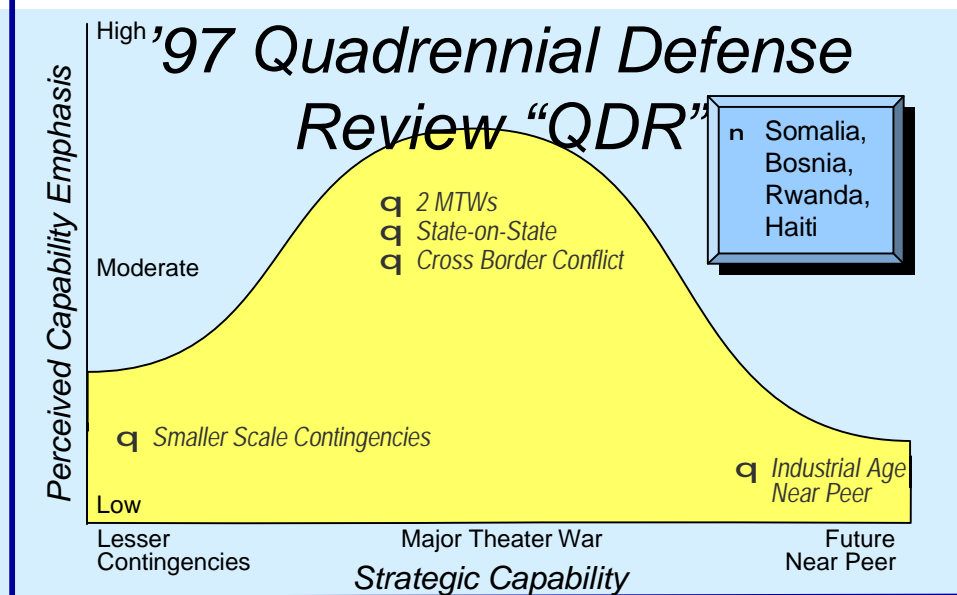 '97 Quadrennial Defense
Review “QDR”
High
Perceived Capability Emphasis
Moderate
Low
n Somalia,
Bosnia,
Rwanda,
Haiti
q 2 MTWs
q State-on-State
q Cross Border Conflict
q Smaller Scale Contingencies
q Industrial Age
Near Peer
Lesser
Contingencies
Major Theater War
Future
Near Peer
Strategic Capability